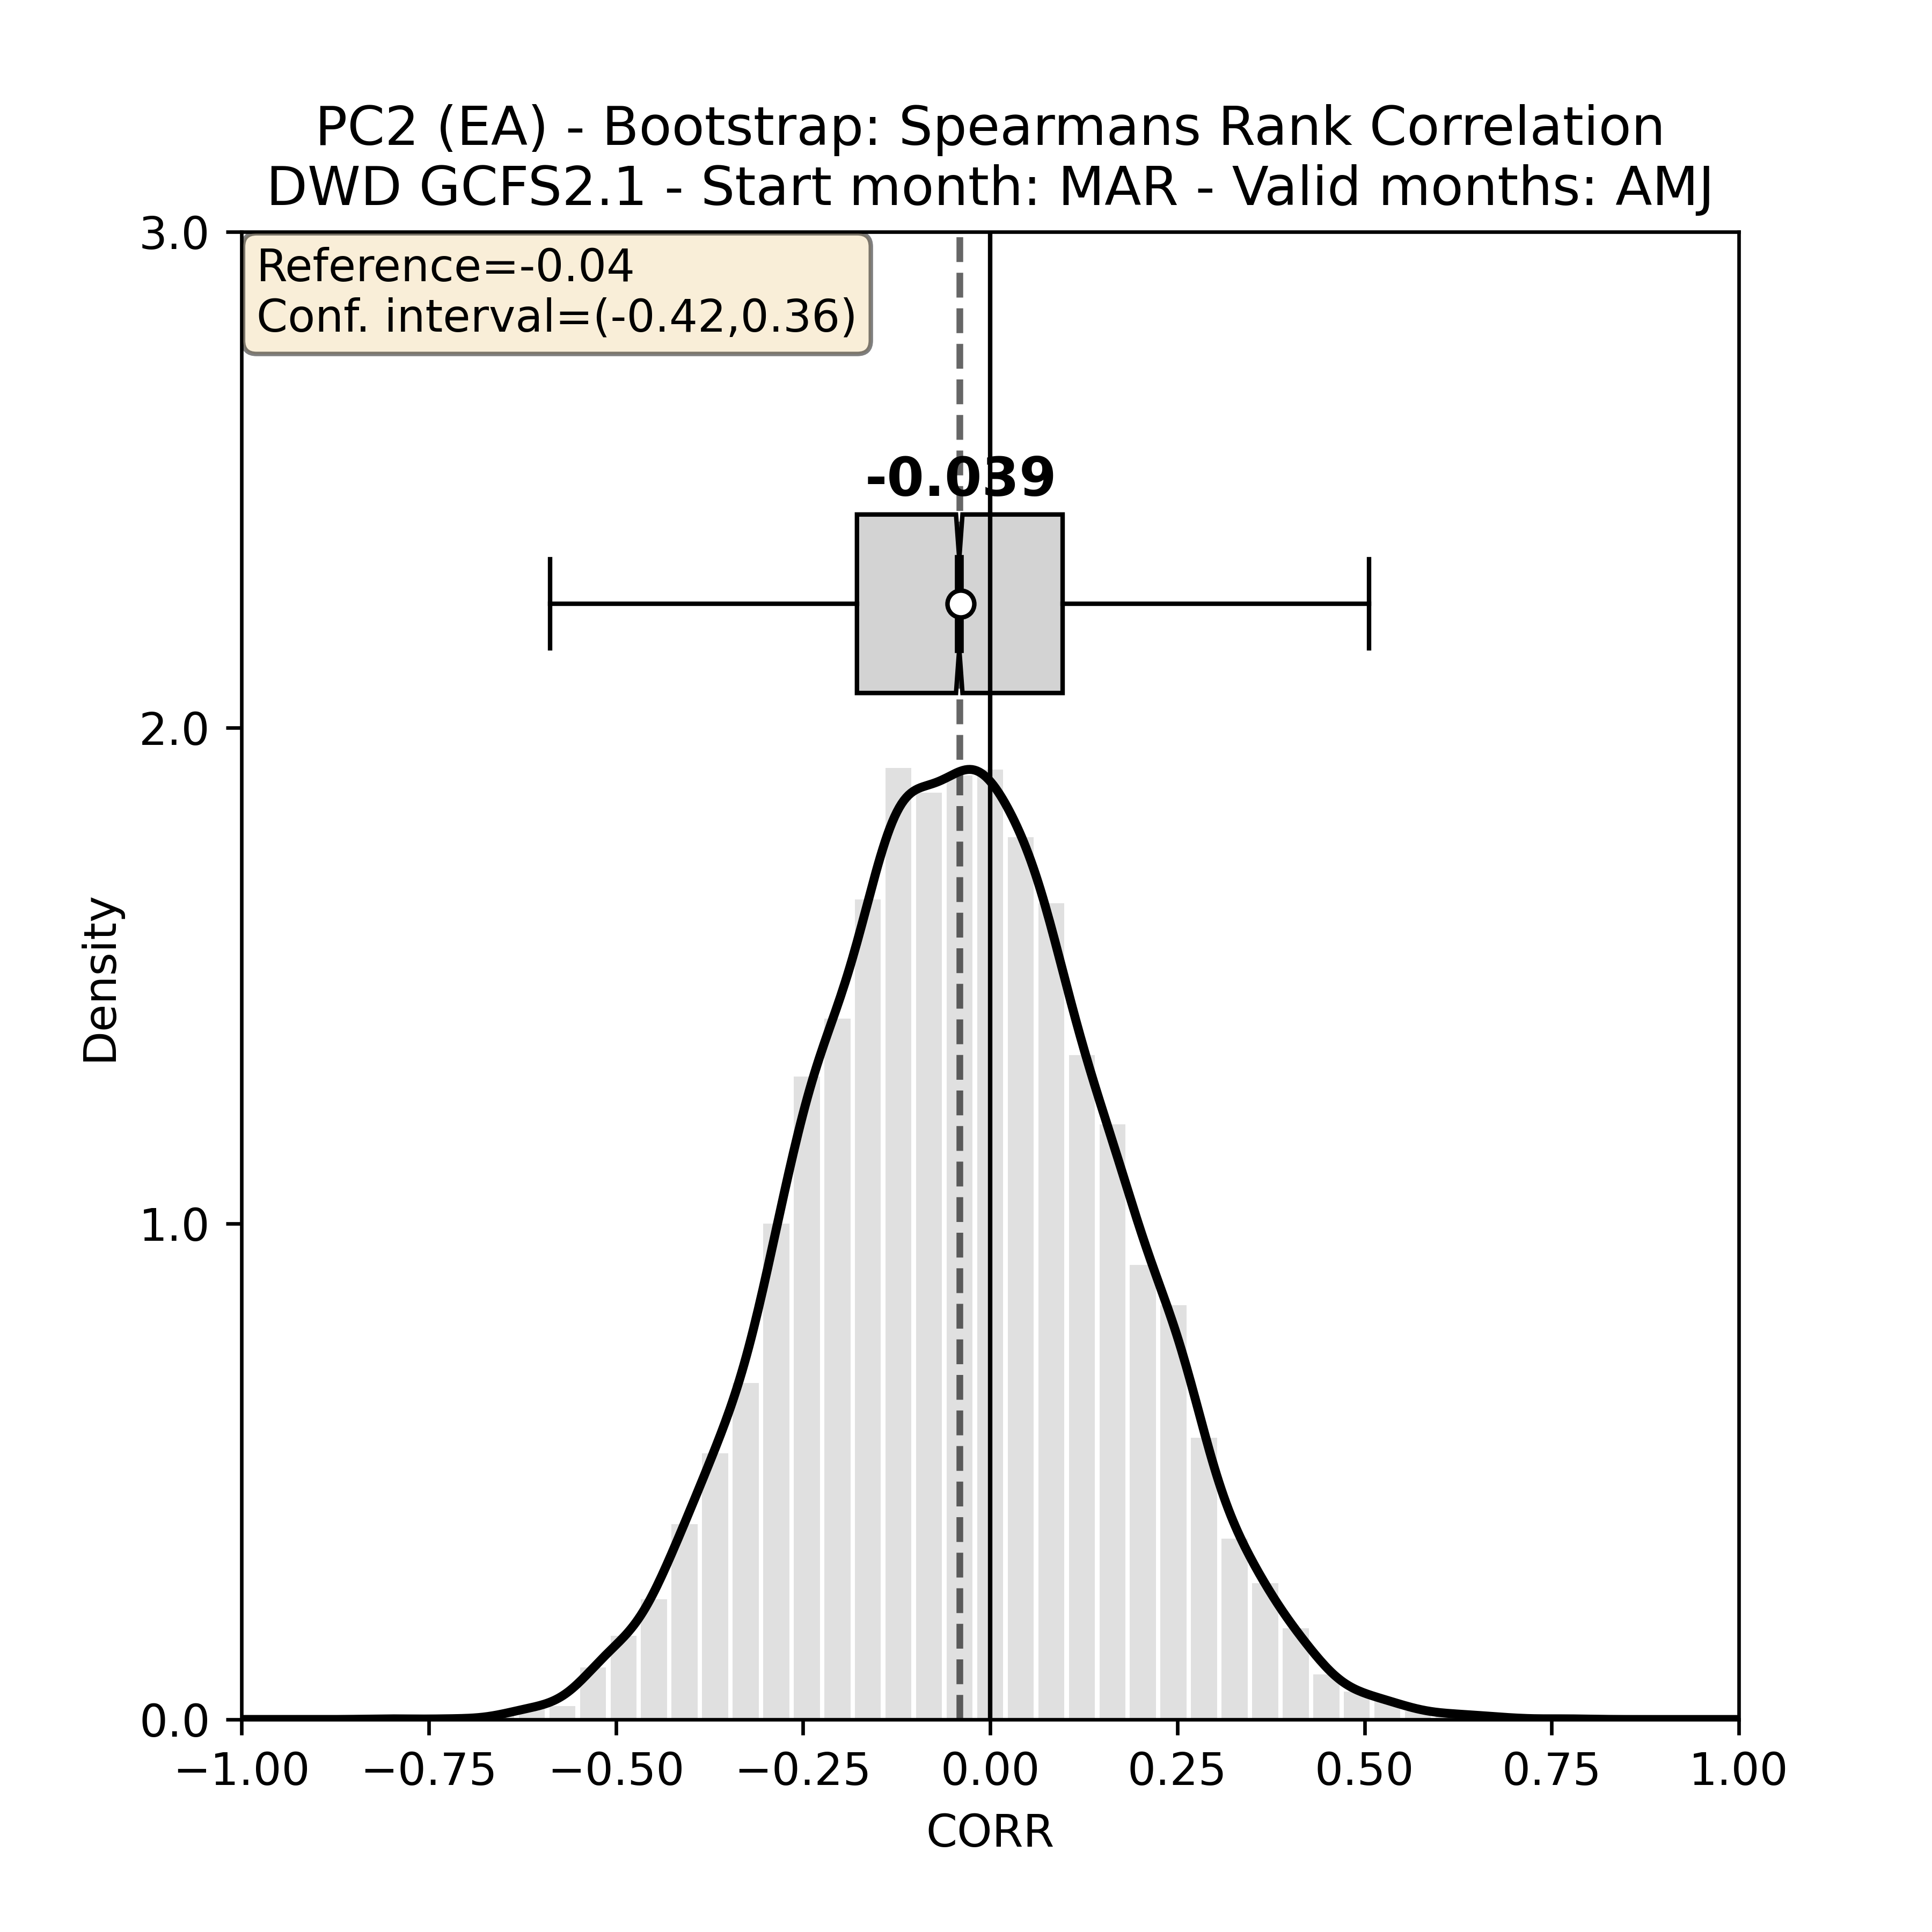 PC2 (EA) - Bootstrap: Spearmans Rank Correlation
DWD GCFS2.1 - Start month: MAR - Valid months: AMJ
3.0
Reference=-0.04
Conf. interval=(-0.42,0.36)
-0.039
2.0
Density
1.0
0.0
−1.00 −0.75 −0.50 −0.25 0.00 0.25 0.50 0.75 1.00
CORR